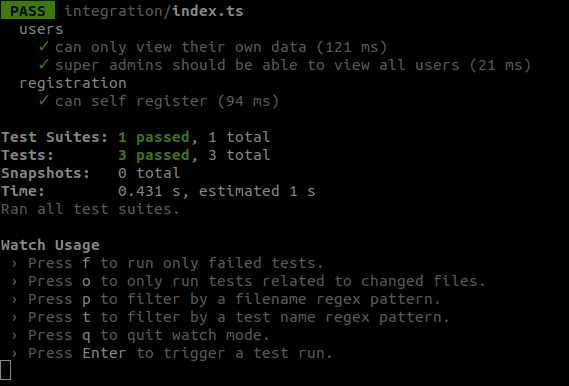 PASS integration/index.ts
users
✓ can only view their own data (121 ms)
✓ super admins should be able to view all users (21 ms)
registration
✓ can self register (94 ms)
Test Suites: 1 passed, 1 total
Tests: 3 passed, 3 total
Snapshots: 0 total
Time: 0.431 s, estimated 1 s
Ran all test suites.
Watch Usage
› Press f to run only failed tests.
› Press o to only run tests related to changed files.
› Press p to filter by a filename regex pattern.
› Press t to filter by a test name regex pattern.
› Press q to quit watch mode.
› Press Enter to trigger a test run.